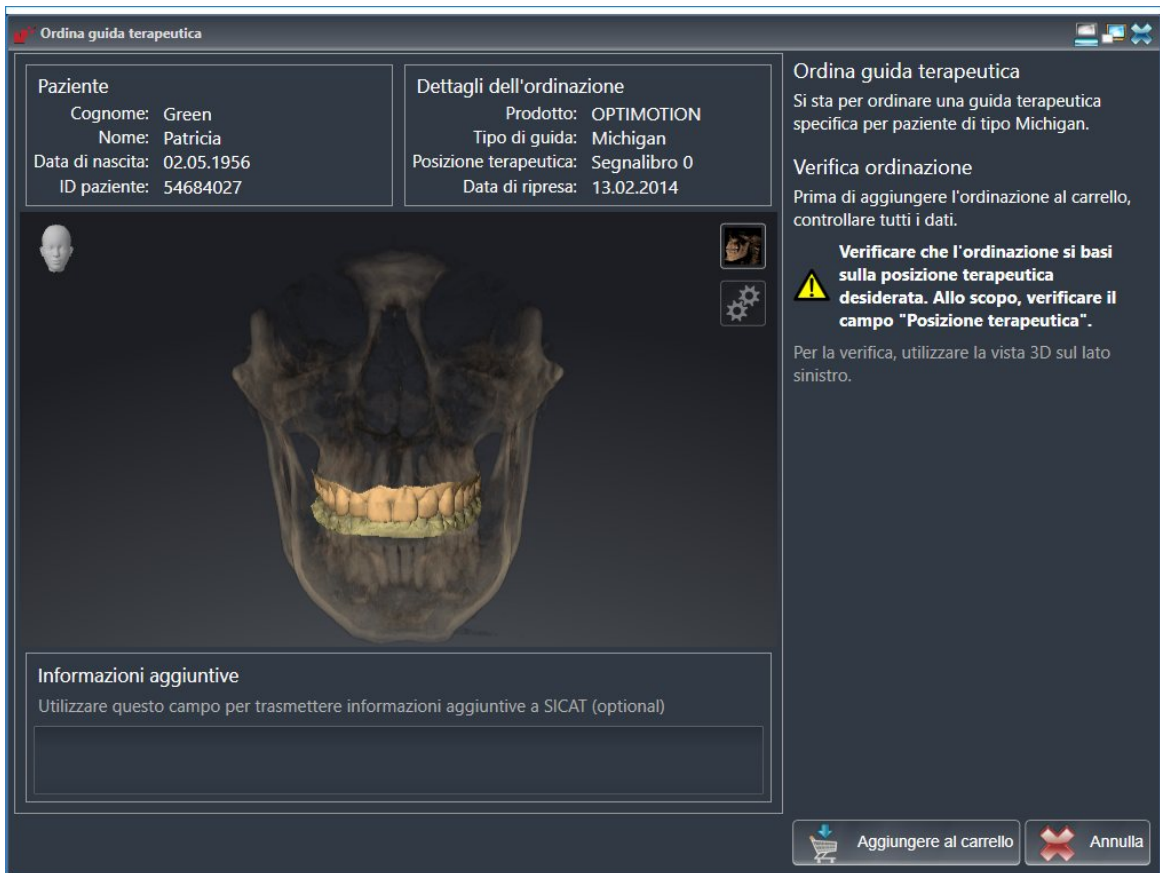 Ordina guida terapeutica
Paziente
Cognome: Green
Nome: Patricia
Data di nascita: 02.05.1956
ID paziente: 54684027
Dettagli dell'ordinazione
Prodotto: OPTIMOTION
Tipo di guida: Michigan
Posizione terapeutica: Segnalibro 0
Data di ripresa: 13.02.2014
Informazioni aggiuntive
Utilizzare questo campo per trasmettere informazioni aggiuntive a SICAT (optional)
Ordina guida terapeutica
Si sta per ordinare una guida terapeutica
specifica per paziente di tipo Michigan.
Verifica ordinazione
Prima di aggiungere l'ordinazione al carrello,
controllare tutti i dati.
Verificare che l'ordinazione si basi
sulla posizione terapeutica
desiderata. Allo scopo, verificare il
campo "Posizione terapeutica".
Per la verifica, utilizzare la vista 3D sul lato
sinistro.
Aggiungere al carrello
Annulla